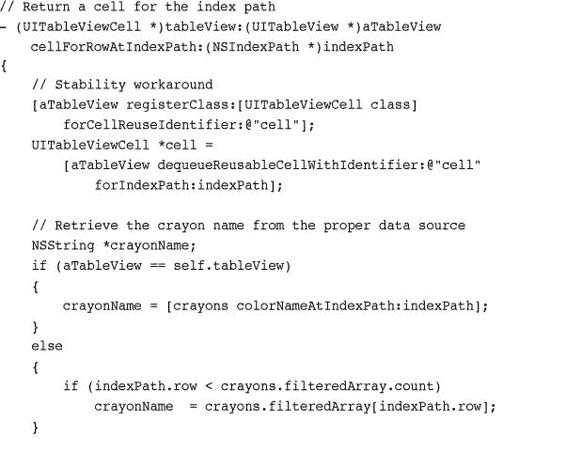 // Return a cell for the index path
- (UITableViewCell *)tableView:(UITableView *)aTableView
    cellForRowAtIndexPath:(NSIndexPath *)indexPath
{
    // Stability workaround
    [aTableView registerClass:[UITableViewCell class]
        forCellReuseIdentifier:@"cell"];
    UITableViewCell *cell =
        [aTableView dequeueReusableCellWithIdentifier:@"cell"
            forIndexPath:indexPath];

    // Retrieve the crayon name from the proper data source
    NSString *crayonName;
    if (aTableView == self.tableView)
    {
        crayonName = [crayons colorNameAtIndexPath:indexPath];
    }
    else
    {
        if (indexPath.row < crayons.filteredArray.count)
            crayonName  = crayons.filteredArray[indexPath.row];
    }